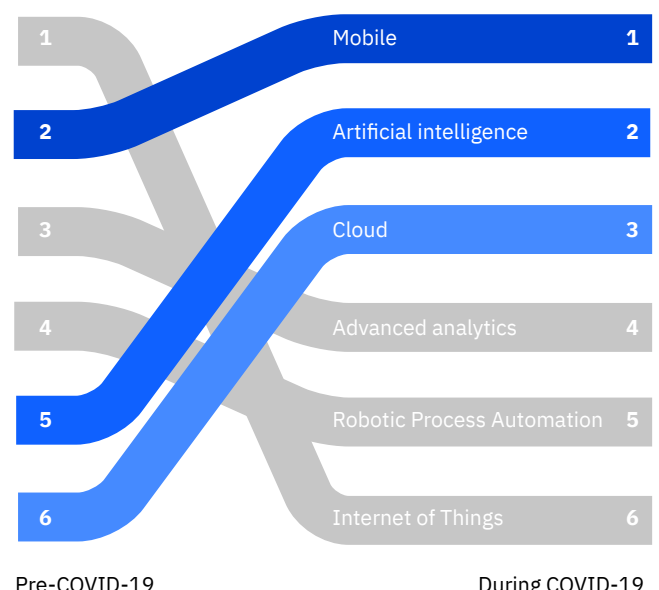 1 Mobile 1
2 Artificial intelligence 2
3 Cloud 3
4 Advanced analytics 4
5 Robotic Process Automation 5
6 Internet of Things 6
Pre-COVID-19 During COVID-19